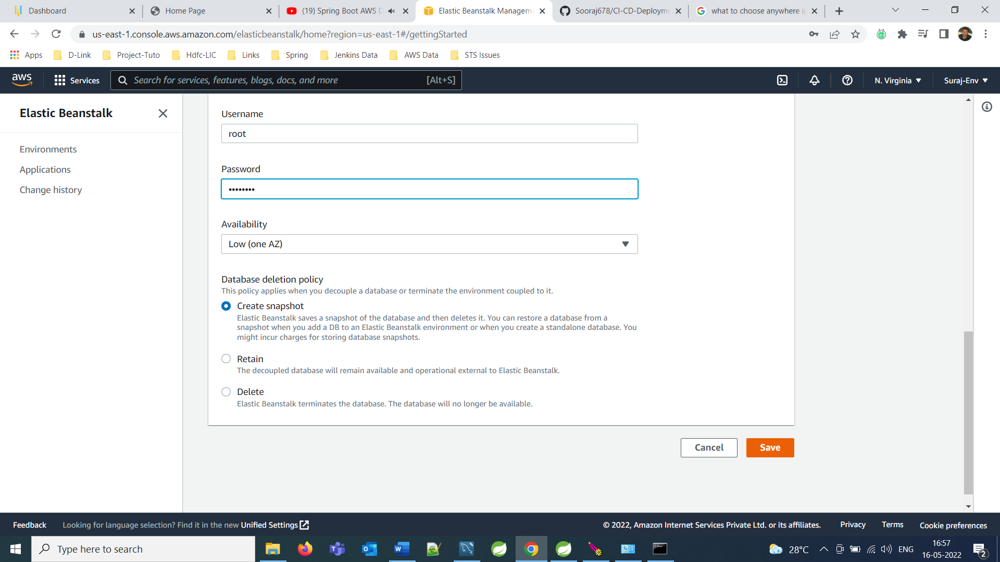 Dashboard
Home Page
(19) Spring Boot AWS D
Elastic Beanstalk Manageme
Sooraj678/CI-CD-Deployme
what to choose anywhere ip
us-east-1.console.aws.amazon.com/elasticbeanstalk/home?region=us-east-1#/gettingStarted
Apps
D-Link
Project-Tuto
Hdfc-LIC
Links
Spring
Jenkins Data
AWS Data
STS Issues
aws
Services
Search for services, features, blogs, docs, and more
[Alt+S]
N. Virginia
Suraj-Env
Elastic Beanstalk
Environments
Applications
Change history
Username
root
Password
••••••••
Availability
Low (one AZ)
Database deletion policy
This policy applies when you decouple a database or terminate the environment coupled to it.
Create snapshot
Elastic Beanstalk saves a snapshot of the database and then deletes it. You can restore a database from a
snapshot when you add a DB to an Elastic Beanstalk environment or when you create a standalone database. You
might incur charges for storing database snapshots.
Retain
The decoupled database will remain available and operational external to Elastic Beanstalk.
Delete
Elastic Beanstalk terminates the database. The database will no longer be available.
Cancel
Save
Feedback
Looking for language selection? Find it in the new Unified Settings
© 2022, Amazon Internet Services Private Ltd. or its affiliates.
Privacy
Terms
Cookie preferences
Type here to search
28°C
ENG
16:57
16-05-2022
2